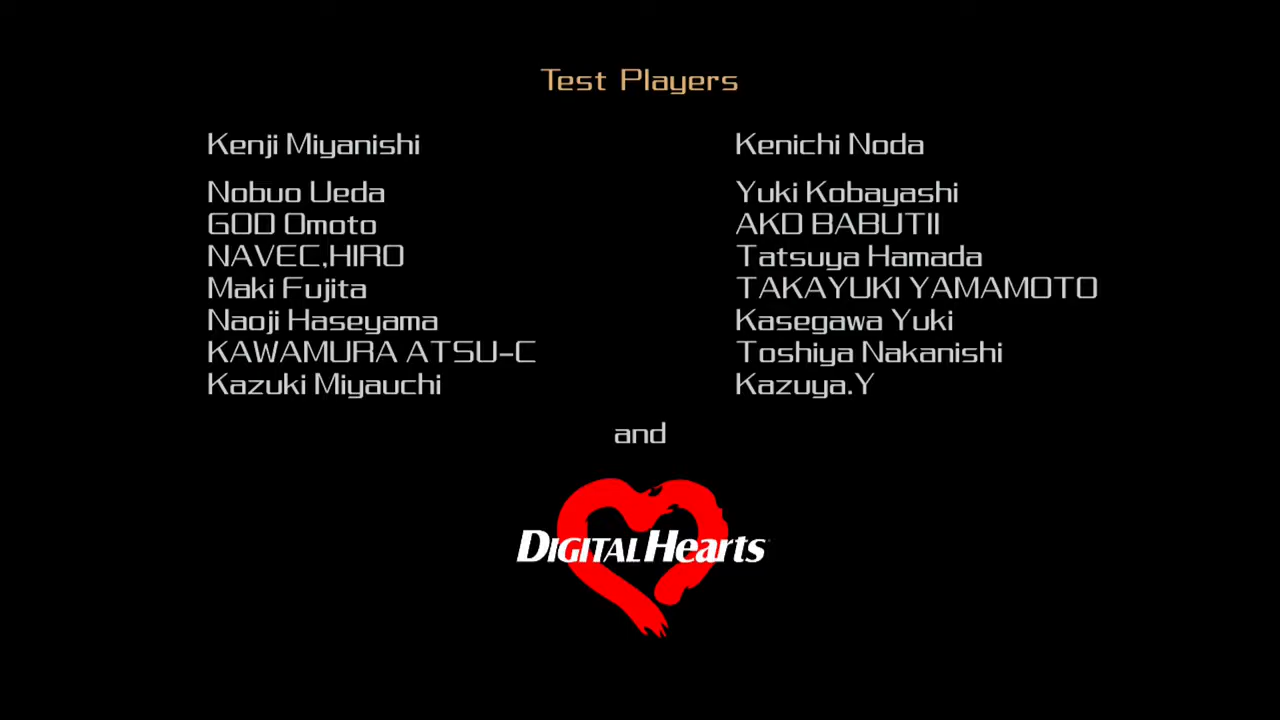 Test Players
Kenji Miyanishi Kenichi Noda
Nobuo Ueda Yuki Kobayashi
GOD Omoto AKO BABUTII
NAVEC,HIRO Tatsuya Hamada
Maki Fujita TAKAYUKI YAMAMOTO
Naoji Haseyama Kasegawa Yuki
KAWAMURA ATSU-C Toshiya Nakanishi
Kazuki Miyauchi Kazuya.Y
and
DIGITAL Hearts